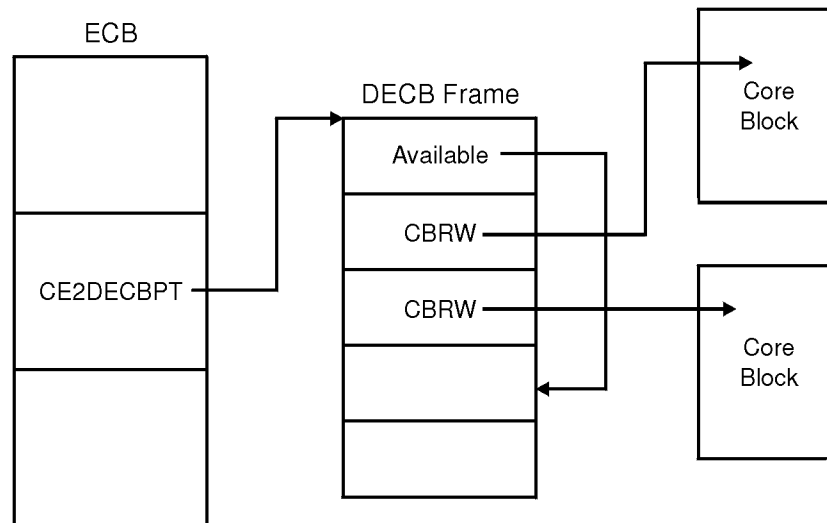 ECB
DECB Frame
Available
CBRW
CBRW
CE2DECBPT
Core
Block
Core
Block